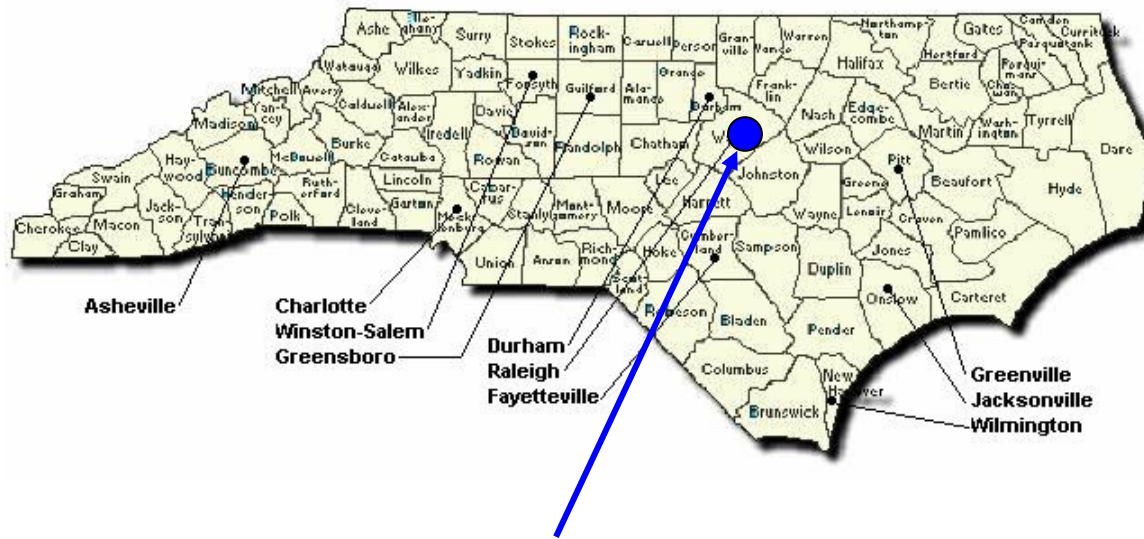 Ashe
Alle-
ghany
Surry
Stokes
Rock-
ingham
Caswell
Person
Gran-
ville
Vance
Warren
Northamp-
ton
Gates
Camden
Currituck
Pasquotank
Perqui-
mans
Chowan
Hertford
Halifax
Bertie
Watauga
Wilkes
Yadkin
Forsyth
Guilford
Ala-
mance
Orange
Durham
Frank-
lin
Nash
Edge-
combe
Martin
Wash-
ington
Tyrrell
Dare
Mitchell
Avery
Yan-
cey
Madison
Caldwell
Alex-
ander
Iredell
Davie
David-
son
Randolph
Chatham
W
Wilson
Pitt
Beaufort
Hyde
Burke
McDowell
Buncombe
Hay-
wood
Swain
Graham
Catawba
Rowan
Lincoln
Ruth-
erford
Hender-
son
Polk
Cleve-
land
Gaston
Meck-
lenburg
Cabar-
rus
Stanly
Mont-
gomery
Moore
Lee
Harnett
Johnston
Wayne
Greene
Lenoir
Craven
Pamlico
Jones
Jack-
son
Tran-
sylvania
Macon
Cherokee
Clay
Union
Anson
Rich-
mond
Scot-
land
Hoke
Cumber-
land
Sampson
Duplin
Onslow
Carteret
Robeson
Bladen
Pender
Columbus
Brunswick
New
Hanover
Asheville
Charlotte
Winston-Salem
Greensboro
Durham
Raleigh
Fayetteville
Greenville
Jacksonville
Wilmington